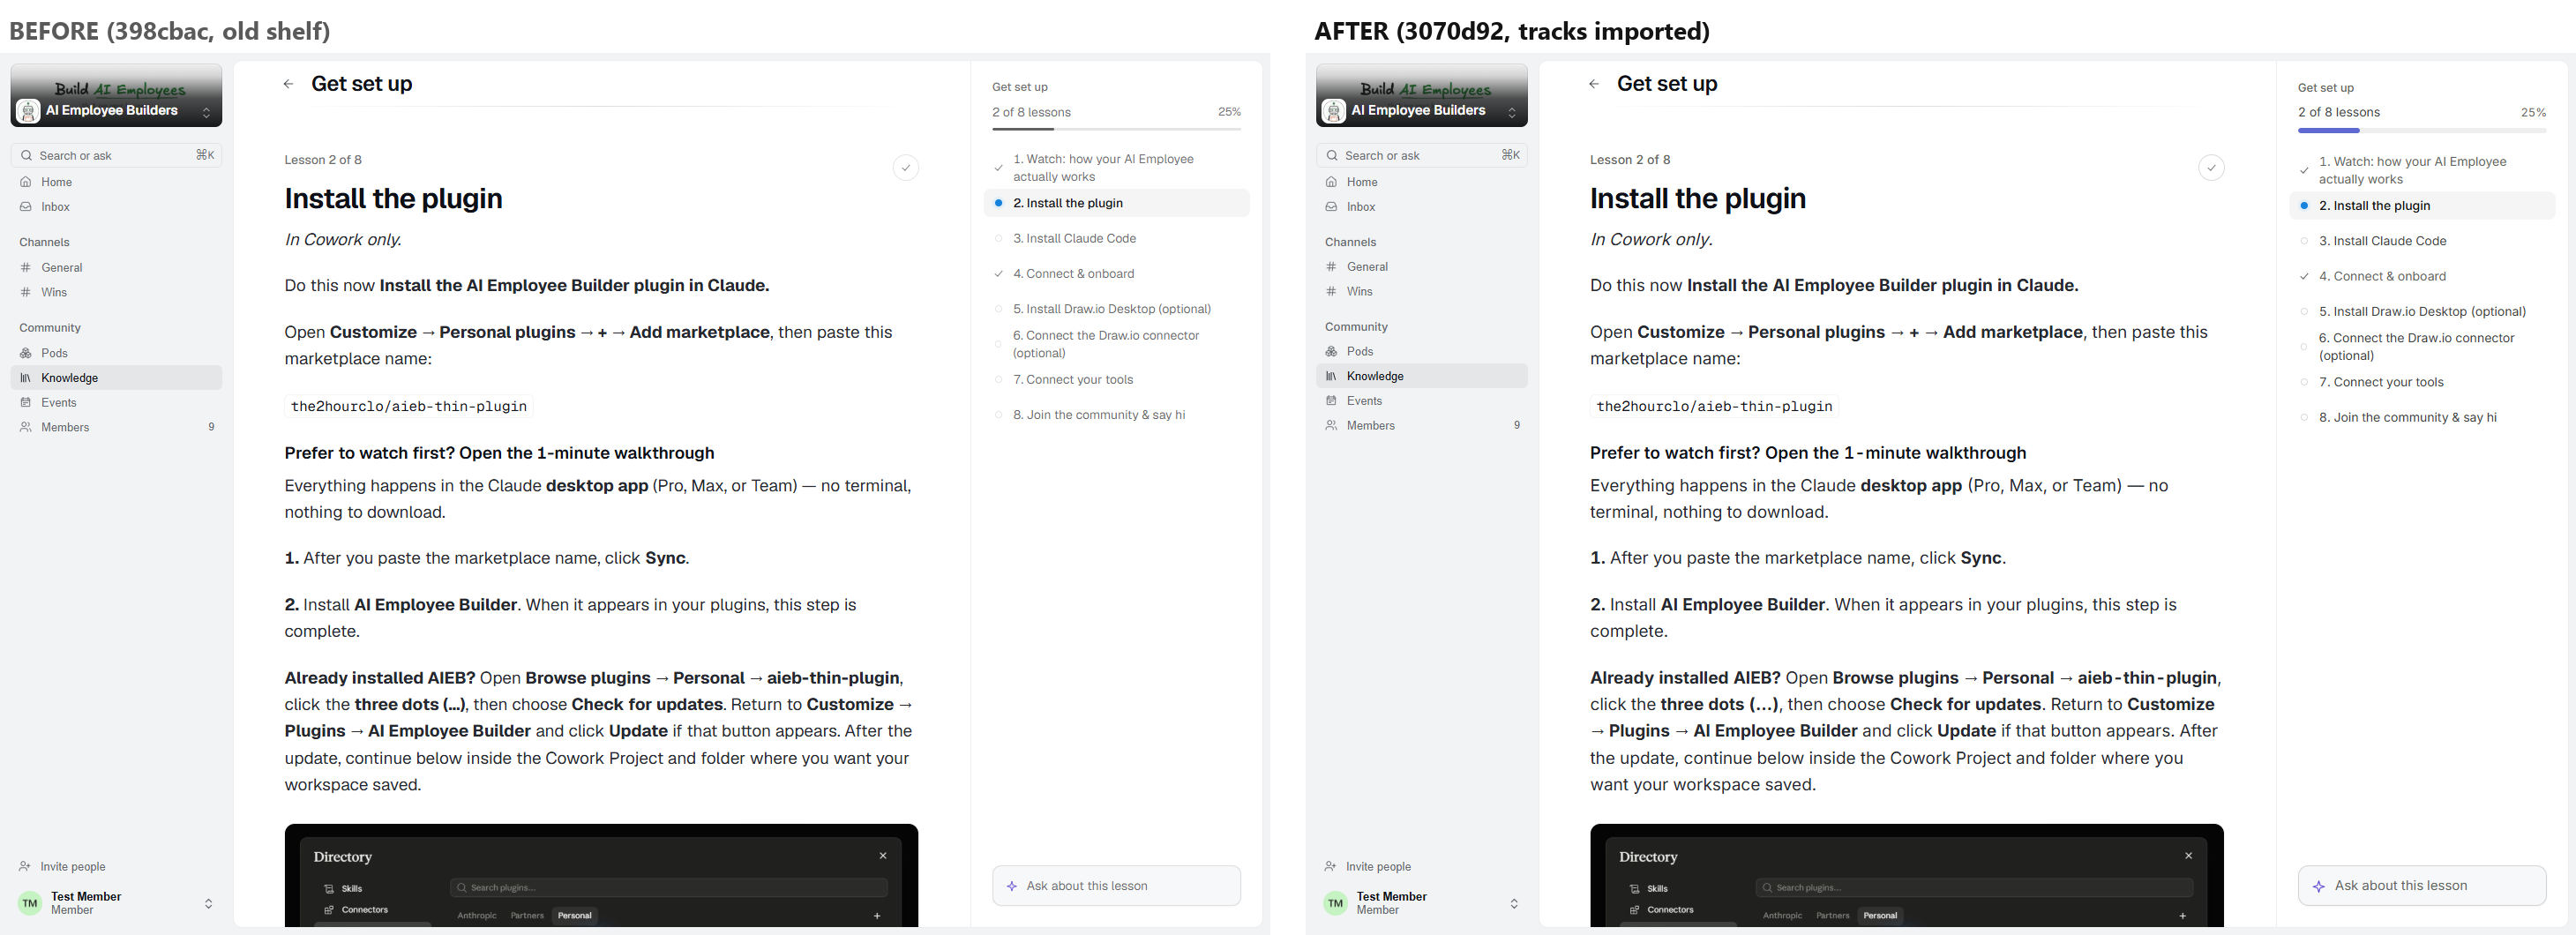 BEFORE (398cbac, old shelf)
Build AI Employees
AI Employee Builders
Search or ask ⌘K
Home
Inbox
Channels
General
Wins
Community
Pods
Knowledge
Events
Members 9
Invite people
TM Test Member
Member
← Get set up
Lesson 2 of 8
Install the plugin
In Cowork only.
Do this now Install the AI Employee Builder plugin in Claude.
Open Customize → Personal plugins → + → Add marketplace, then paste this
marketplace name:
the2hourclo/aieb-thin-plugin
Prefer to watch first? Open the 1-minute walkthrough
Everything happens in the Claude desktop app (Pro, Max, or Team) — no terminal,
nothing to download.
1. After you paste the marketplace name, click Sync.
2. Install AI Employee Builder. When it appears in your plugins, this step is
complete.
Already installed AIEB? Open Browse plugins → Personal → aieb-thin-plugin,
click the three dots (…), then choose Check for updates. Return to Customize →
Plugins → AI Employee Builder and click Update if that button appears. After the
update, continue below inside the Cowork Project and folder where you want your
workspace saved.
Directory
Skills
Connectors
Search plugins...
Anthropic Partners Personal +
Get set up
2 of 8 lessons 25%
1. Watch: how your AI Employee
actually works
2. Install the plugin
3. Install Claude Code
4. Connect & onboard
5. Install Draw.io Desktop (optional)
6. Connect the Draw.io connector
(optional)
7. Connect your tools
8. Join the community & say hi
Ask about this lesson
AFTER (3070d92, tracks imported)
Build AI Employees
AI Employee Builders
Search or ask ⌘K
Home
Inbox
Channels
General
Wins
Community
Pods
Knowledge
Events
Members 9
Invite people
TM Test Member
Member
← Get set up
Lesson 2 of 8
Install the plugin
In Cowork only.
Do this now Install the AI Employee Builder plugin in Claude.
Open Customize → Personal plugins → + → Add marketplace, then paste this
marketplace name:
the2hourclo/aieb-thin-plugin
Prefer to watch first? Open the 1-minute walkthrough
Everything happens in the Claude desktop app (Pro, Max, or Team) — no
terminal, nothing to download.
1. After you paste the marketplace name, click Sync.
2. Install AI Employee Builder. When it appears in your plugins, this step is
complete.
Already installed AIEB? Open Browse plugins → Personal → aieb-thin-plugin,
click the three dots (…), then choose Check for updates. Return to Customize
→ Plugins → AI Employee Builder and click Update if that button appears. After
the update, continue below inside the Cowork Project and folder where you
want your workspace saved.
Directory
Skills
Connectors
Search plugins...
Anthropic Partners Personal +
Get set up
2 of 8 lessons 25%
1. Watch: how your AI Employee
actually works
2. Install the plugin
3. Install Claude Code
4. Connect & onboard
5. Install Draw.io Desktop (optional)
6. Connect the Draw.io connector
(optional)
7. Connect your tools
8. Join the community & say hi
Ask about this lesson